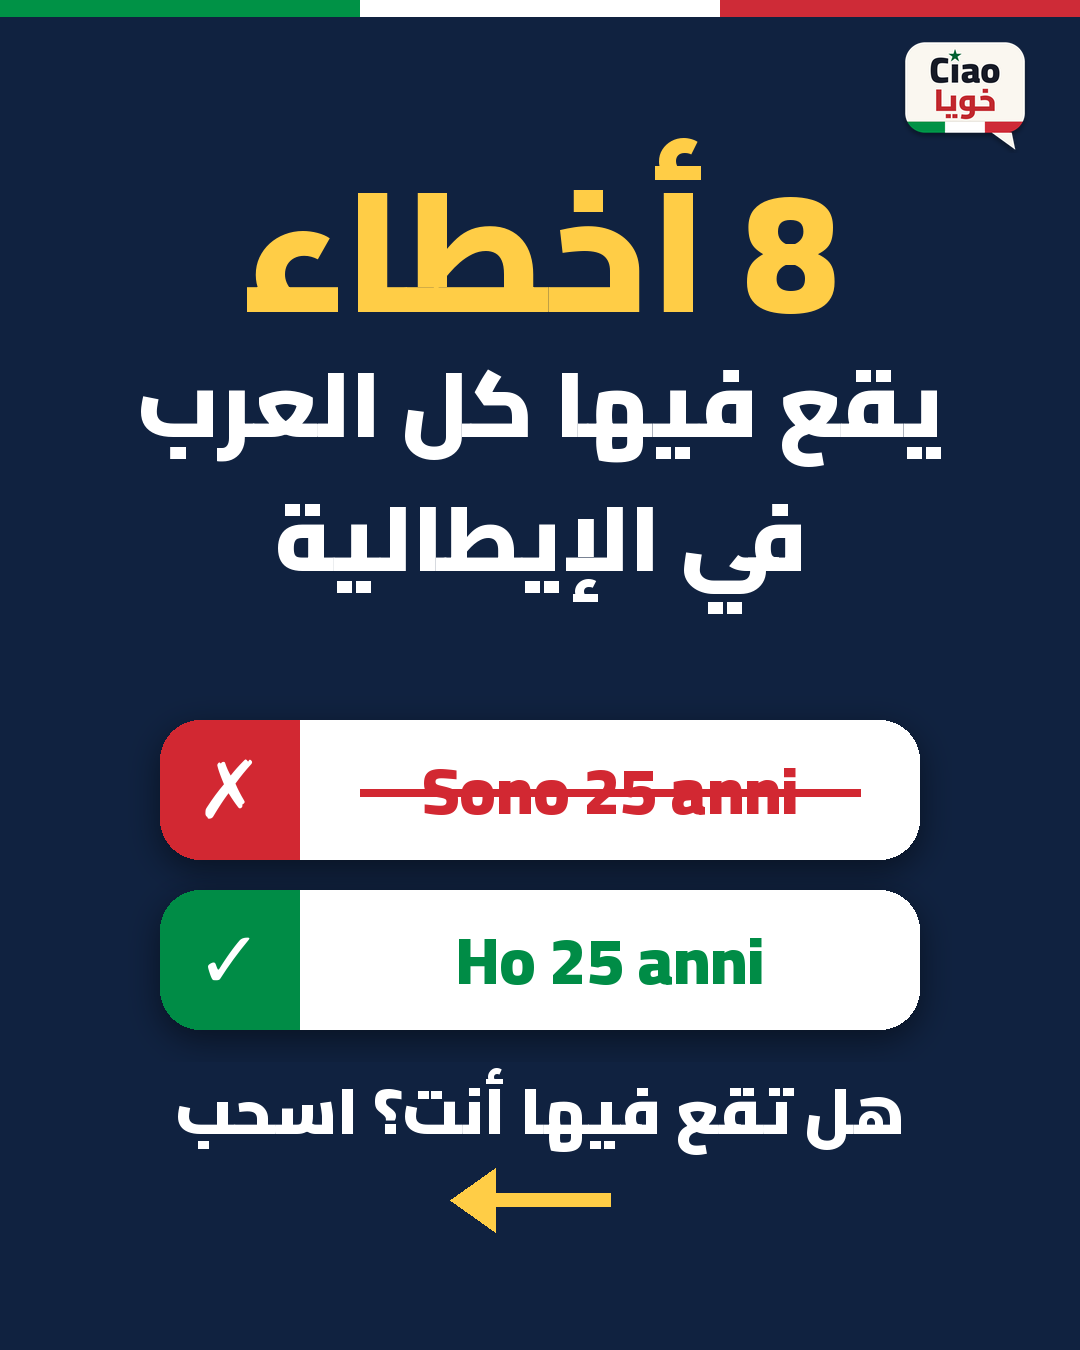 Ciao
خويا
8 أخطاء
يقع فيها كل العرب
في الإيطالية
✗ Sono 25 anni
✓ Ho 25 anni
هل تقع فيها أنت؟ اسحب